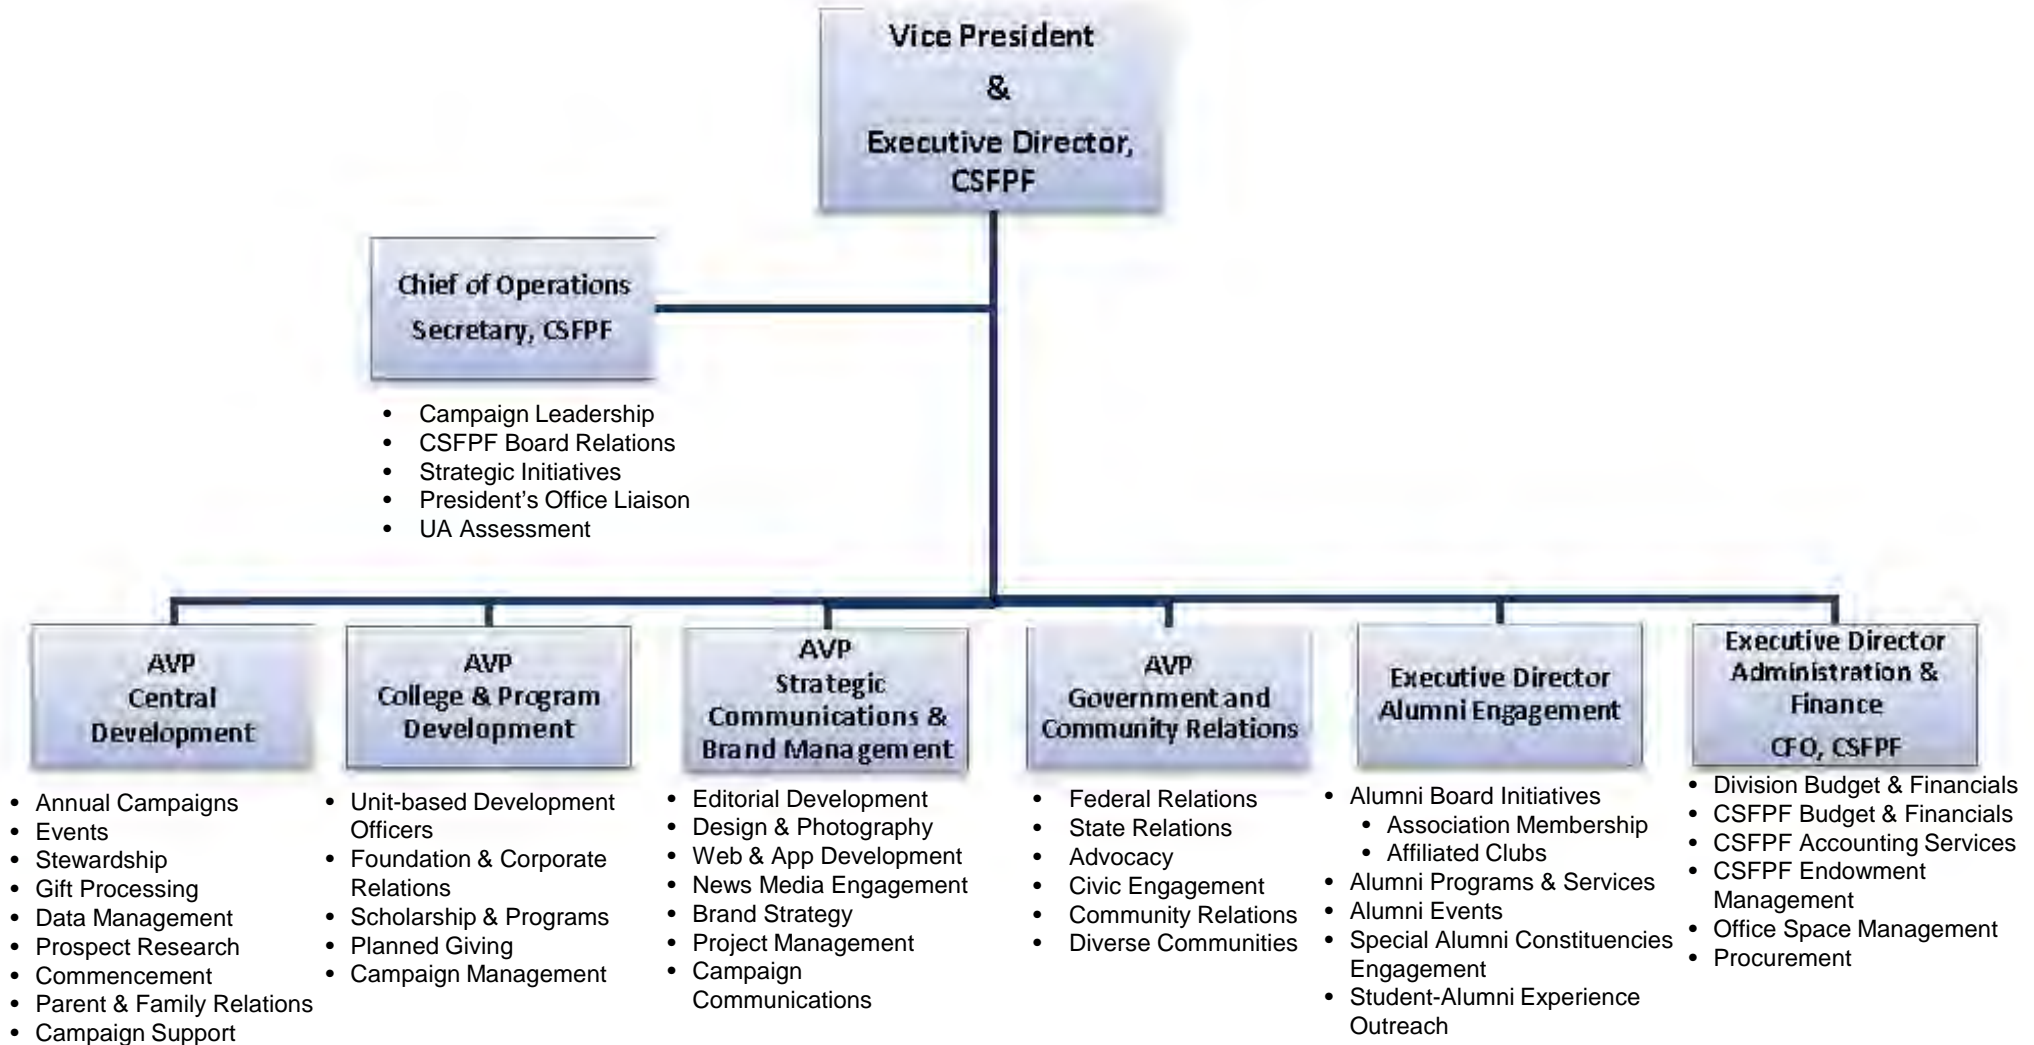 Vice President
&
Executive Director,
CSFPF
Chief of Operations
Secretary, CSFPF
• Campaign Leadership
• CSFPF Board Relations
• Strategic Initiatives
• President’s Office Liaison
• UA Assessment
AVP
Central
Development
• Annual Campaigns
• Events
• Stewardship
• Gift Processing
• Data Management
• Prospect Research
• Commencement
• Parent & Family Relations
• Campaign Support
AVP
College & Program
Development
• Unit-based Development
Officers
• Foundation & Corporate
Relations
• Scholarship & Programs
• Planned Giving
• Campaign Management
AVP
Strategic
Communications &
Brand Management
• Editorial Development
• Design & Photography
• Web & App Development
• News Media Engagement
• Brand Strategy
• Project Management
• Campaign
Communications
AVP
Government and
Community Relations
• Federal Relations
• State Relations
• Advocacy
• Civic Engagement
• Community Relations
• Diverse Communities
Executive Director
Alumni Engagement
• Alumni Board Initiatives
• Association Membership
• Affiliated Clubs
• Alumni Programs & Services
• Alumni Events
• Special Alumni Constituencies
Engagement
• Student-Alumni Experience
Outreach
Executive Director
Administration &
Finance
CFO, CSFPF
• Division Budget & Financials
• CSFPF Budget & Financials
• CSFPF Accounting Services
• CSFPF Endowment
Management
• Office Space Management
• Procurement